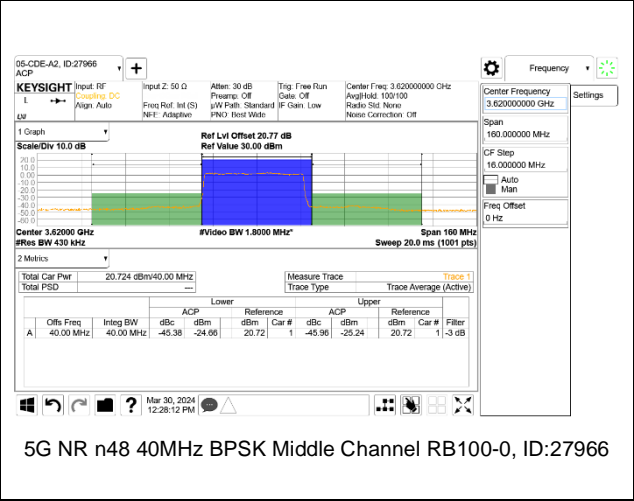 05-CDE-A2, ID:27966
ACP
Frequency
KEYSIGHT Input: RF Input Z: 50 Ω Atten: 30 dB Trig: Free Run Center Freq: 3.620000000 GHz
L Coupling: DC Preamp: Off Gate: Off Avg|Hold: 100/100
Align: Auto Freq Ref: Int (S) µW Path: Standard IF Gain: Low Radio Std: None
NFE: Adaptive PNO: Best Wide Noise Correction: Off
Center Frequency
3.620000000 GHz
Settings
Span
160.000000 MHz
CF Step
16.000000 MHz
Auto
Man
Freq Offset
0 Hz
1 Graph
Ref Lvl Offset 20.77 dB
Scale/Div 10.0 dB Ref Value 30.00 dBm
20.0
10.0
0.00
-10.0
-20.0
-30.0
-40.0
-50.0
-60.0
Center 3.62000 GHz #Video BW 1.8000 MHz* Span 160 MHz
#Res BW 430 kHz Sweep 20.0 ms (1001 pts)
2 Metrics
Total Car Pwr 20.724 dBm/40.00 MHz Measure Trace Trace 1
Total PSD --- Trace Type Trace Average (Active)
Lower Upper
ACP Reference ACP Reference
Offs Freq Integ BW dBc dBm dBm Car # dBc dBm dBm Car # Filter
A 40.00 MHz 40.00 MHz -45.38 -24.66 20.72 1 -45.96 -25.24 20.72 1 -3 dB
Mar 30, 2024
12:28:12 PM
5G NR n48 40MHz BPSK Middle Channel RB100-0, ID:27966